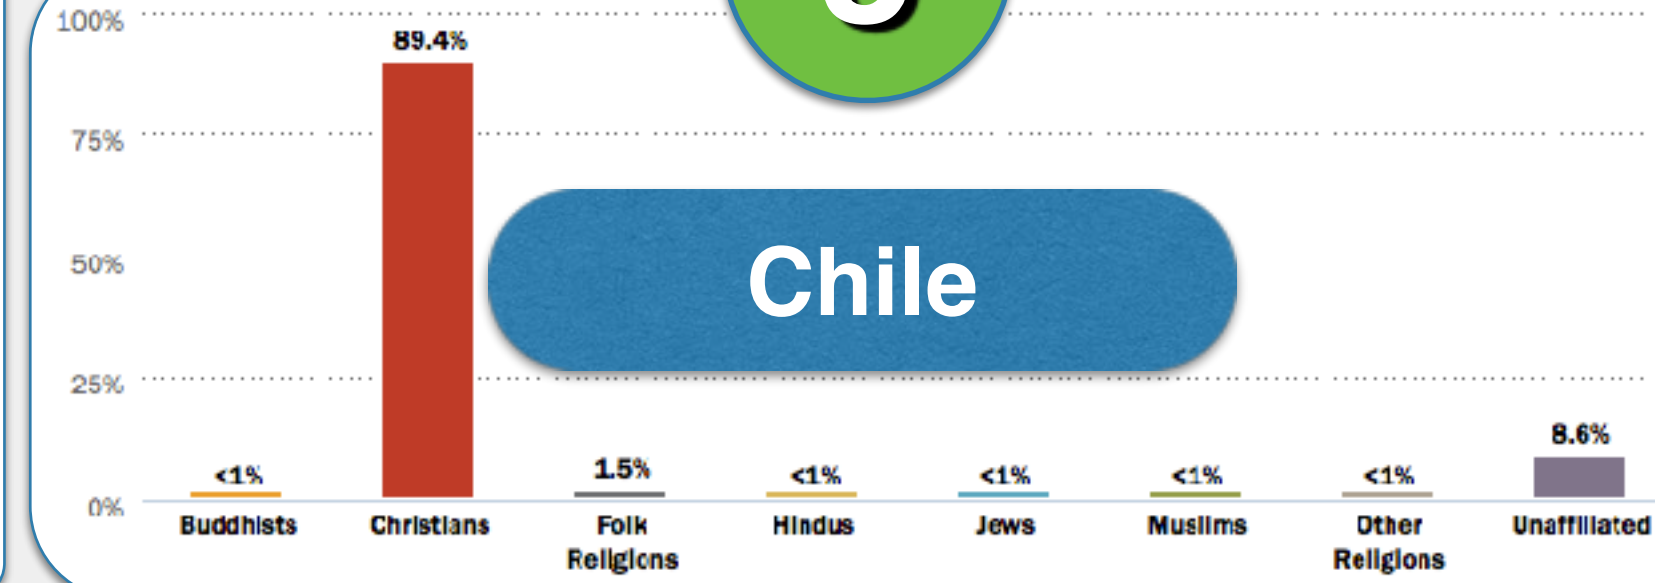 100%
89.4%
75%
50%
Chile
25%
8.6%
<1%
1.5%
<1%
<1%
<1%
<1%
0%
Buddhists
Christians
Folk
Religions
Hindus
Jews
Muslims
Other
Religions
Unaffiliated